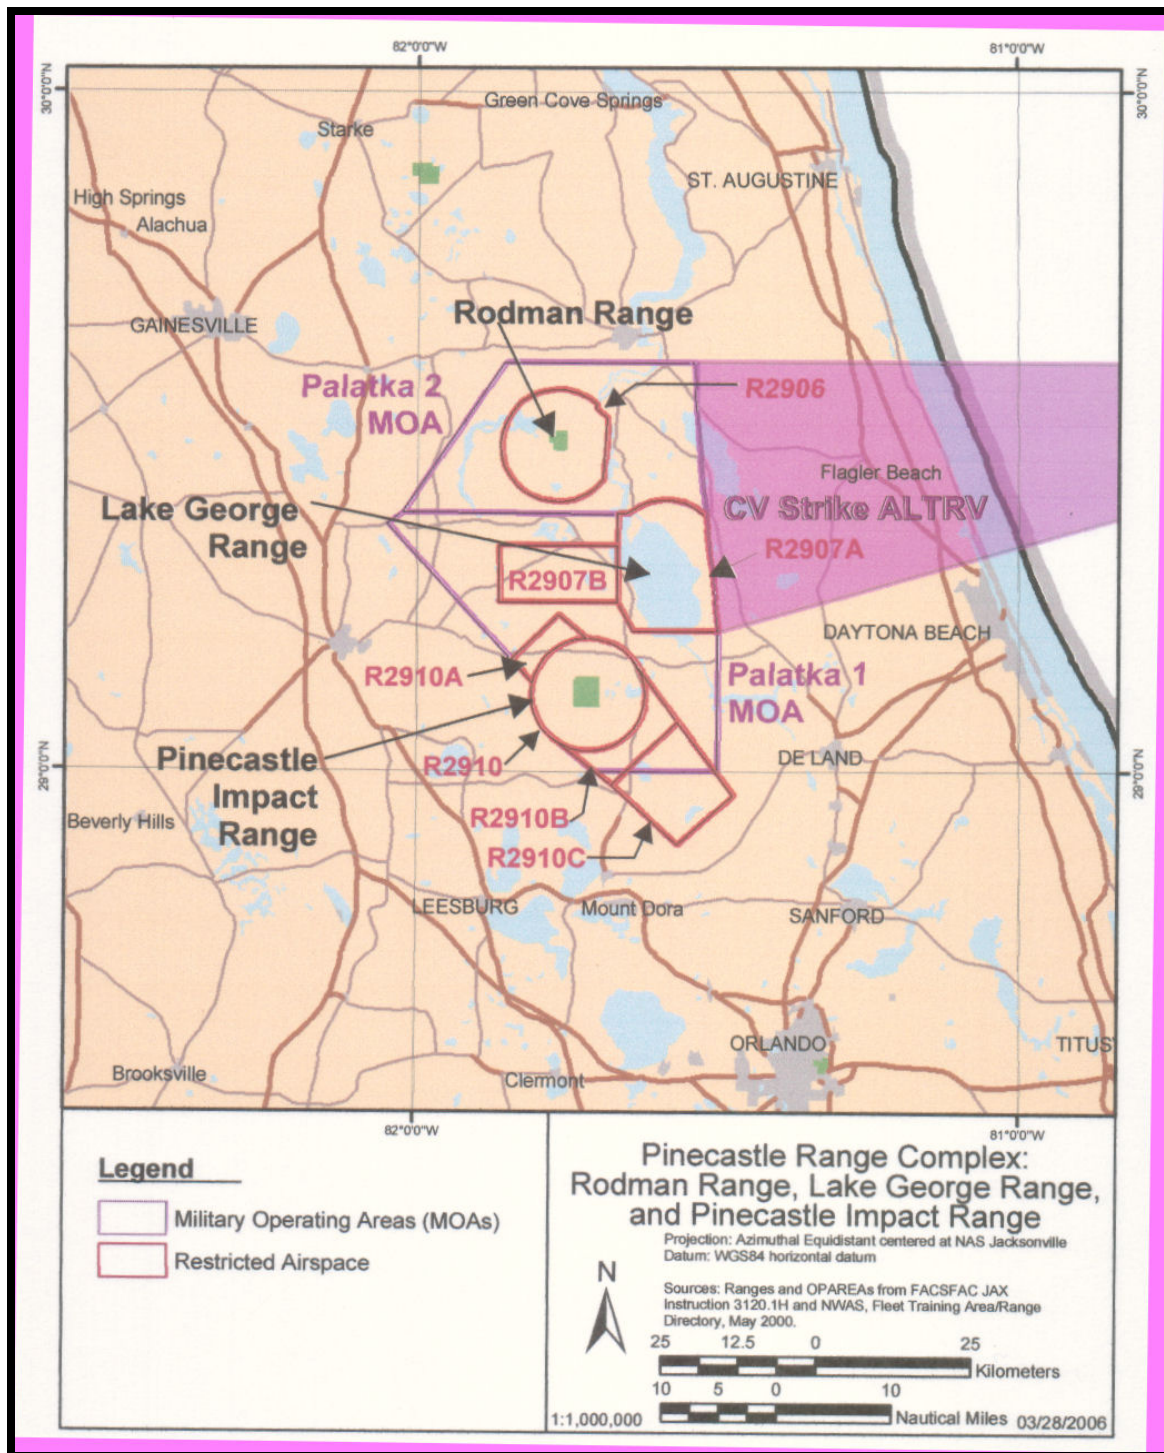 82°0'0"W
81°0'0"W
30°0'0"N
30°0'0"N
Green Cove Springs
Starke
ST. AUGUSTINE
High Springs
Alachua
Rodman Range
GAINESVILLE
Palatka 2
MOA
R2906
Flagler Beach
Lake George
Range
CV Strike ALTRV
R2907A
R2907B
DAYTONA BEACH
R2910A
Palatka 1
MOA
Pinecastle
Impact
Range
R2910
DE LAND
29°0'0"N
29°0'0"N
Beverly Hills
R2910B
R2910C
LEESBURG
Mount Dora
SANFORD
ORLANDO
TITUS
Brooksville
Clermont
82°0'0"W
81°0'0"W
Legend
Military Operating Areas (MOAs)
Restricted Airspace
Pinecastle Range Complex:
Rodman Range, Lake George Range,
and Pinecastle Impact Range
Projection: Azimuthal Equidistant centered at NAS Jacksonville
Datum: WGS84 horizontal datum
N
Sources: Ranges and OPAREAs from FACSFAC JAX
Instruction 3120.1H and NWAS, Fleet Training Area/Range
Directory, May 2000.
25 12.5 0 25
Kilometers
10 5 0 10
Nautical Miles
1:1,000,000
03/28/2006